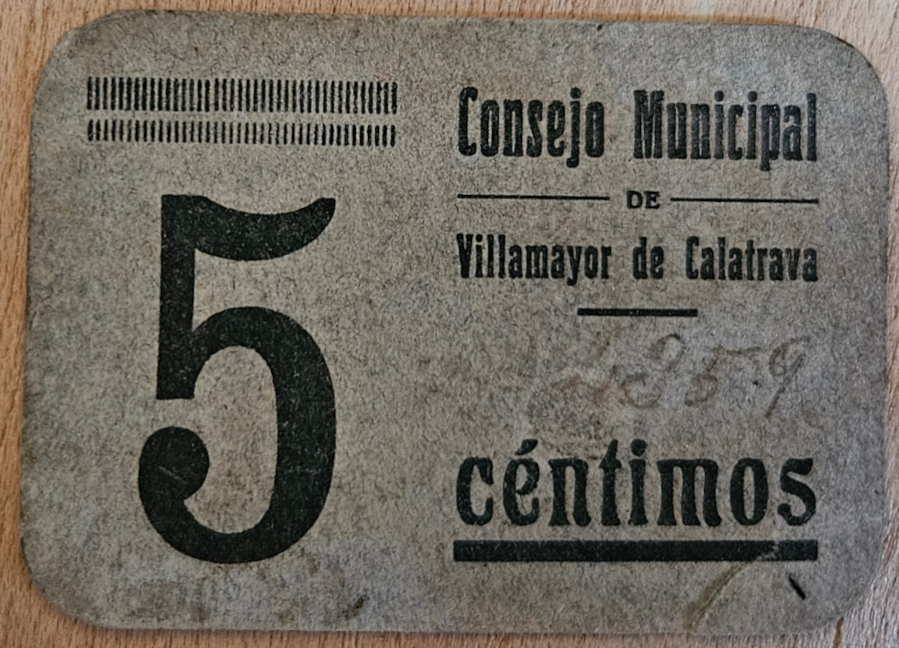 5
Consejo Municipal
DE
Villamayor de Calatrava
céntimos